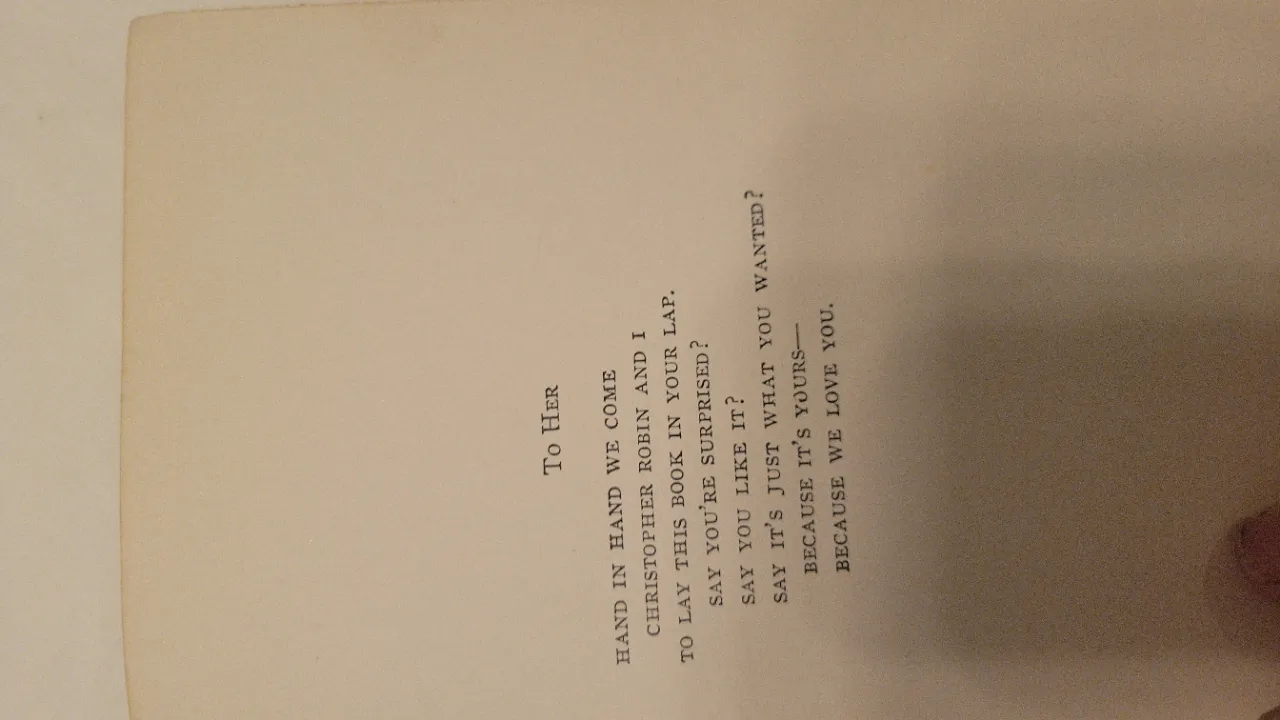 To Her
HAND IN HAND WE COME
CHRISTOPHER ROBIN AND I
TO LAY THIS BOOK IN YOUR LAP.
SAY YOU'RE SURPRISED?
SAY YOU LIKE IT?
SAY IT'S JUST WHAT YOU WANTED?
BECAUSE IT'S YOURS—
BECAUSE WE LOVE YOU.